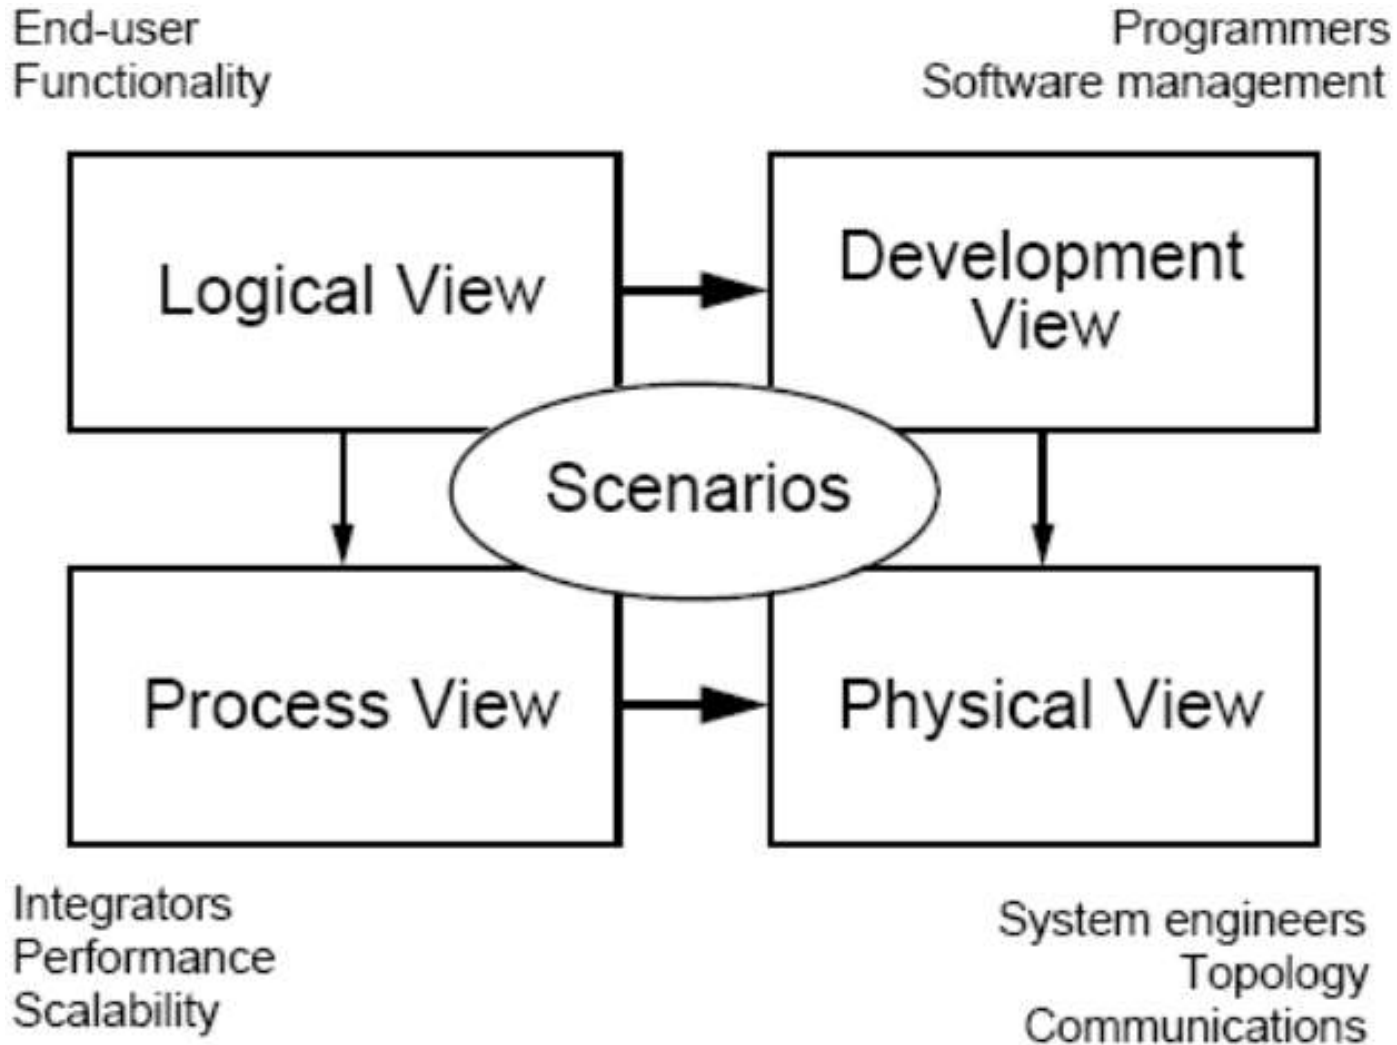 End-user
Functionality
Programmers
Software management
Logical View
Development
View
Scenarios
Process View
Physical View
Integrators
Performance
Scalability
System engineers
Topology
Communications